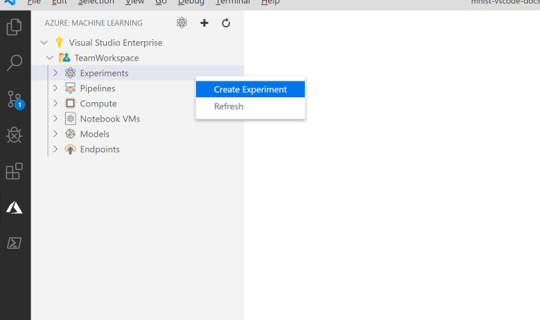 File Edit Selection View Go Debug Terminal Help mnist-vscode-docs
AZURE: MACHINE LEARNING
Visual Studio Enterprise
TeamWorkspace
Experiments
Create Experiment
Pipelines
Refresh
Compute
1
Notebook VMs
Models
Endpoints